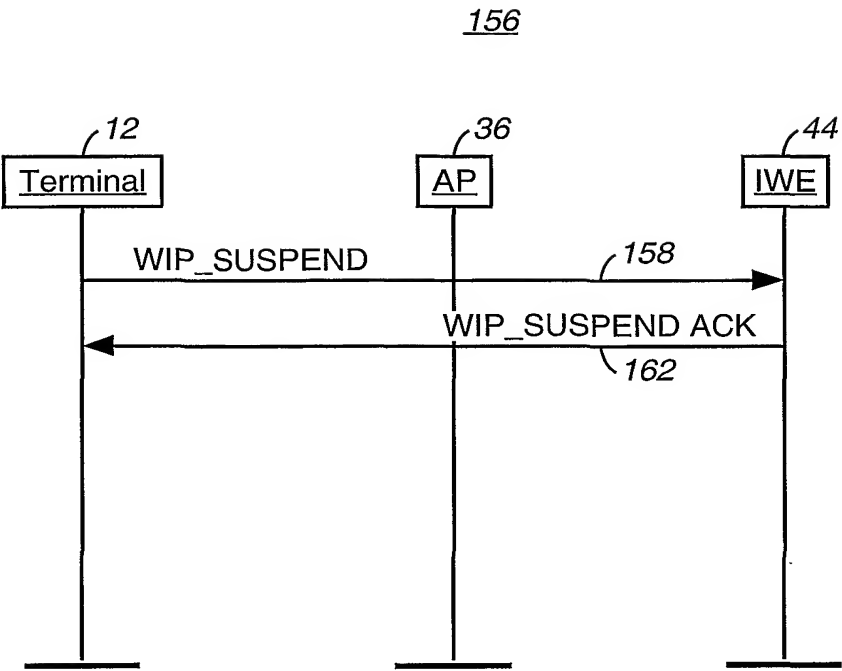 156
12
36
44
Terminal
AP
IWE
WIP_SUSPEND
158
WIP_SUSPEND ACK
162